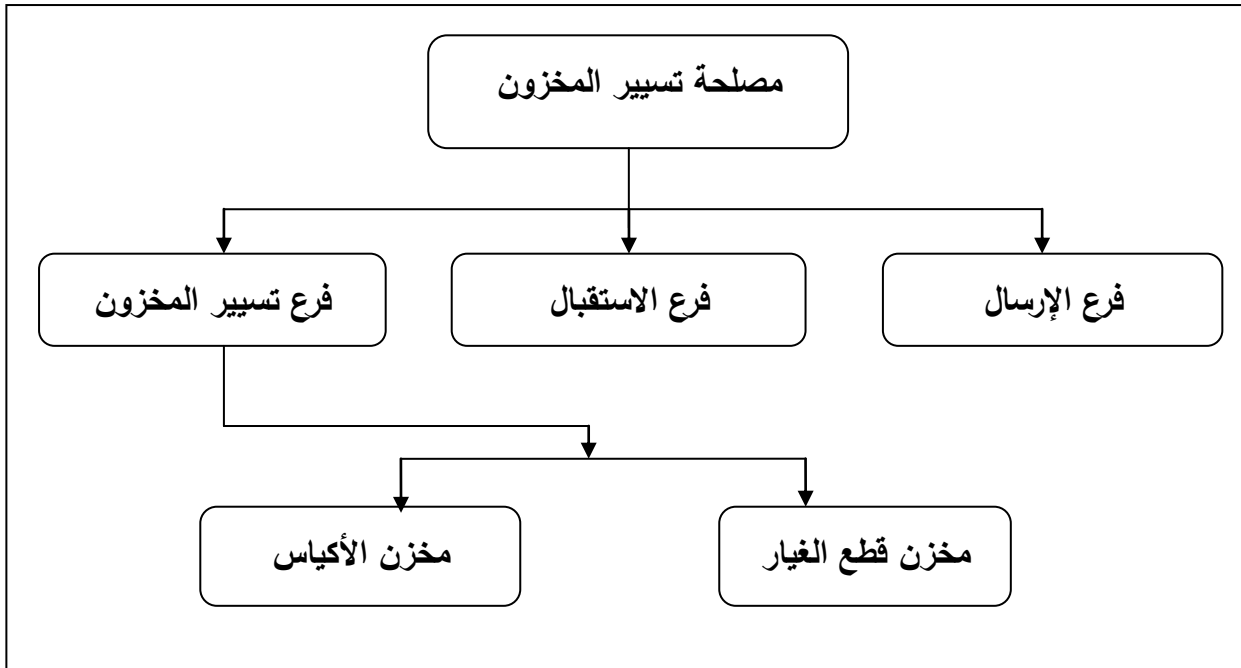 مصلحة تسيير المخزون
فرع الإرسال
فرع الاستقبال
فرع تسيير المخزون
مخزن قطع الغيار
مخزن الأكياس